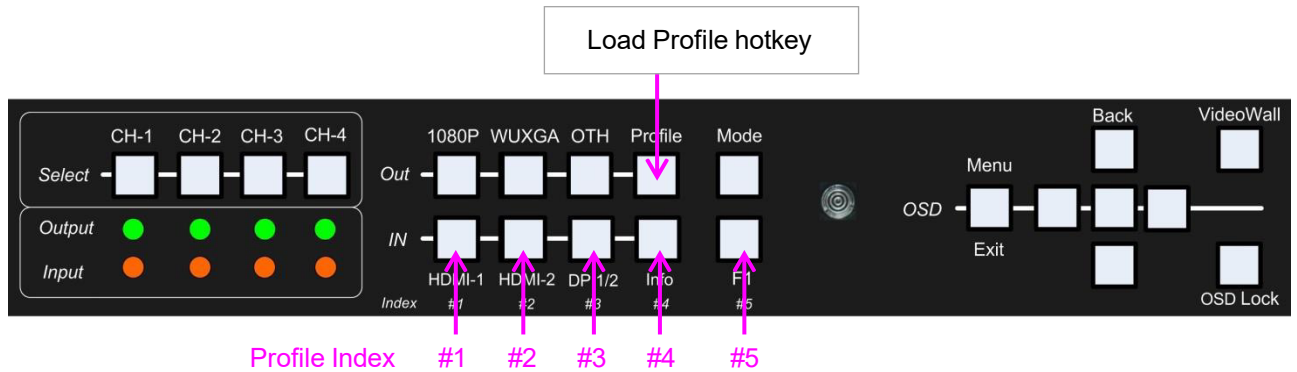 Load Profile hotkey
CH-1 CH-2 CH-3 CH-4
1080P WUXGA OTH Profile Mode
Back
VideoWall
Select
Out
Menu
OSD
Exit
Output
Input
IN
HDMI-1 HDMI-2 DP 1/2 Info F1
OSD Lock
Index #1 #2 #3 #4 #5
Profile Index #1 #2 #3 #4 #5